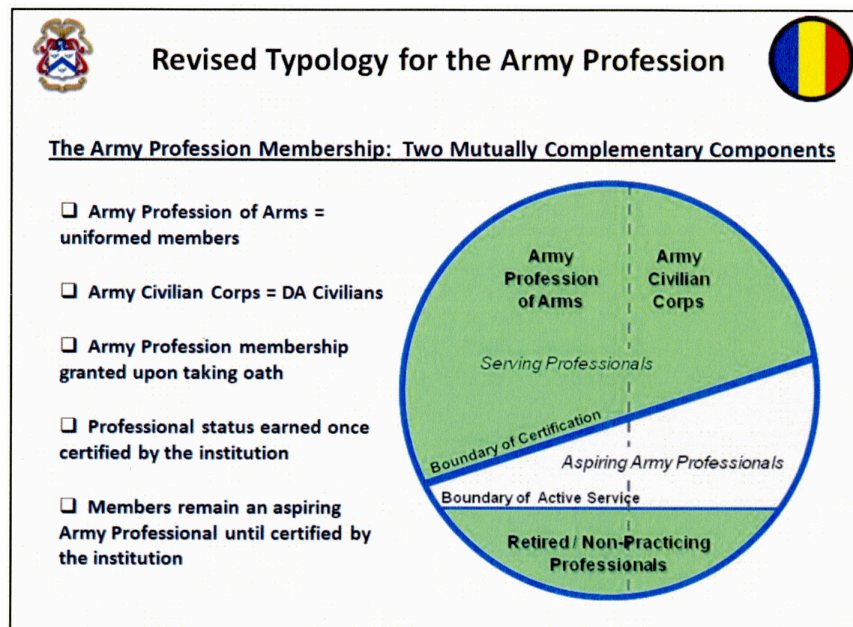 Revised Typology for the Army Profession
The Army Profession Membership: Two Mutually Complementary Components
❑ Army Profession of Arms =
uniformed members
❑ Army Civilian Corps = DA Civilians
❑ Army Profession membership
granted upon taking oath
❑ Professional status earned once
certified by the institution
❑ Members remain an aspiring
Army Professional until certified by
the institution
Army
Profession
of Arms
Army
Civilian
Corps
Serving Professionals
Boundary of Certification
Aspiring Army Professionals
Boundary of Active Service
Retired / Non-Practicing
Professionals